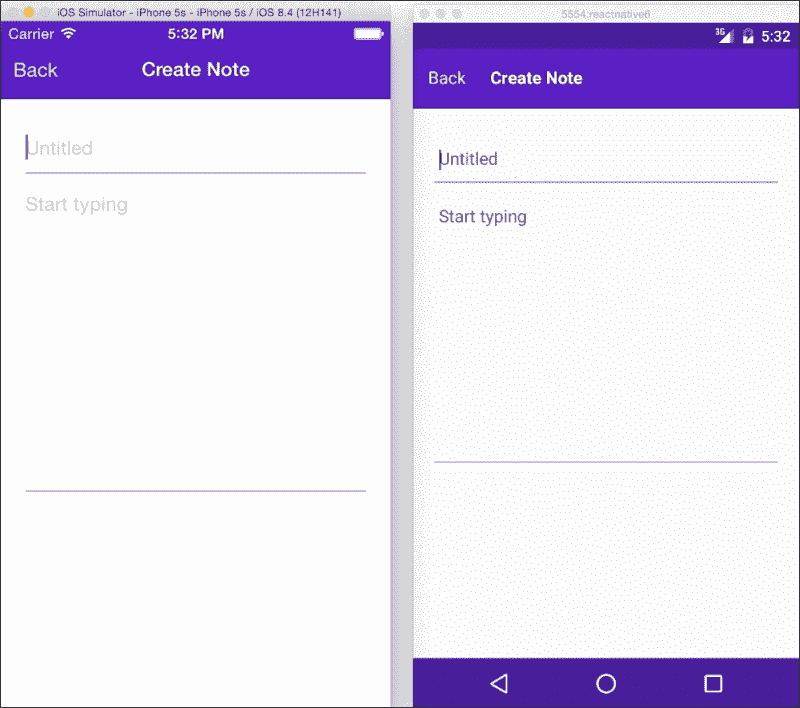 iOS Simulator - iPhone 5s - iPhone 5s / iOS 8.4 (12H141)
Carrier 5:32 PM
Back Create Note
Untitled
Start typing
5554:reactnative6
3G 5:32
Back Create Note
Untitled
Start typing